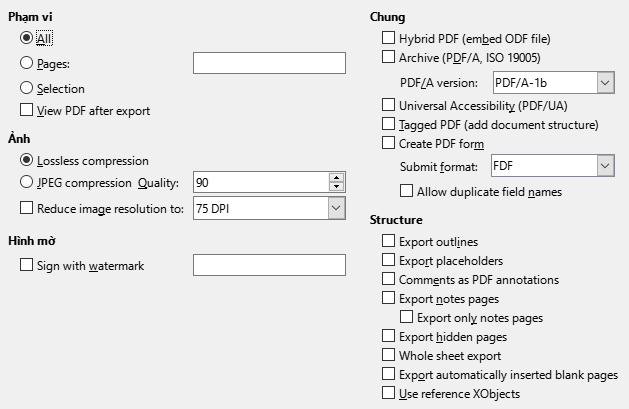 Phạm vi
All
Pages:
Selection
View PDF after export
Ảnh
Lossless compression
JPEG compression Quality: 90
Reduce image resolution to: 75 DPI
Hình mờ
Sign with watermark
Chung
Hybrid PDF (embed ODF file)
Archive (PDF/A, ISO 19005)
PDF/A version: PDF/A-1b
Universal Accessibility (PDF/UA)
Tagged PDF (add document structure)
Create PDF form
Submit format: FDF
Allow duplicate field names
Structure
Export outlines
Export placeholders
Comments as PDF annotations
Export notes pages
Export only notes pages
Export hidden pages
Whole sheet export
Export automatically inserted blank pages
Use reference XObjects